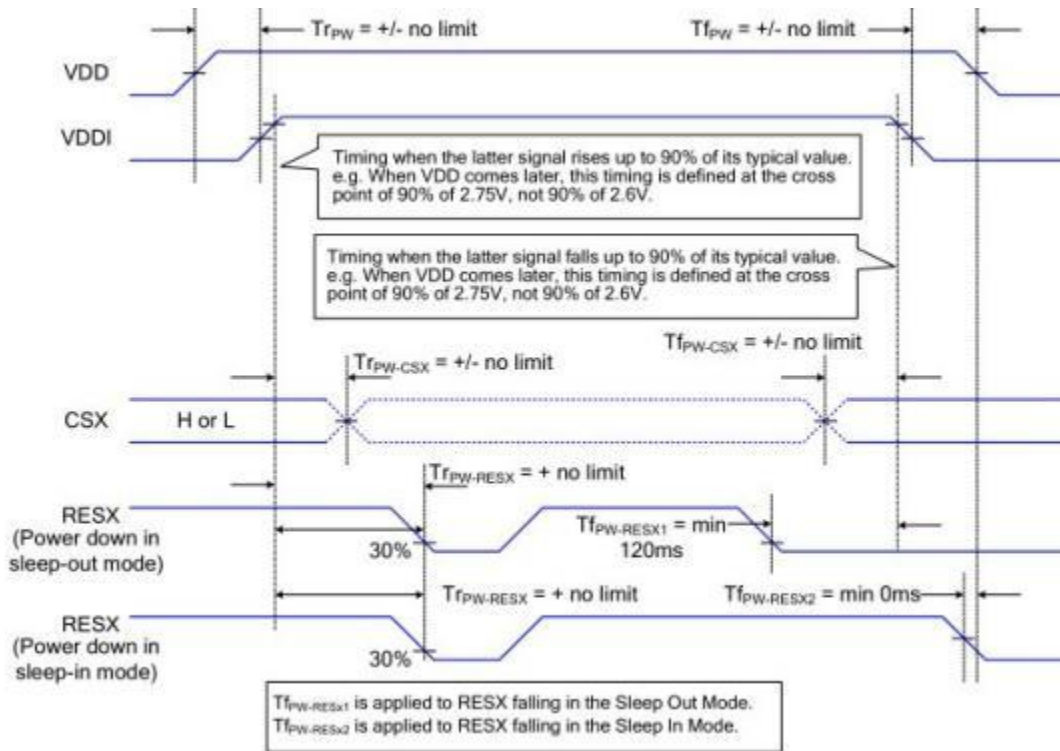 TrPW = +/- no limit
TfPW = +/- no limit
VDD
VDDI
Timing when the latter signal rises up to 90% of its typical value.
e.g. When VDD comes later, this timing is defined at the cross
point of 90% of 2.75V, not 90% of 2.6V.
Timing when the latter signal falls up to 90% of its typical value.
e.g. When VDD comes later, this timing is defined at the cross
point of 90% of 2.75V, not 90% of 2.6V.
TrPW-CSX = +/- no limit
TfPW-CSX = +/- no limit
CSX
H or L
TrPW-RESX = + no limit
RESX
(Power down in
sleep-out mode)
30%
TfPW-RESX1 = min
120ms
TrPW-RESX = + no limit
TfPW-RESX2 = min 0ms
RESX
(Power down in
sleep-in mode)
30%
TfPW-RESx1 is applied to RESX falling in the Sleep Out Mode.
TfPW-RESx2 is applied to RESX falling in the Sleep In Mode.